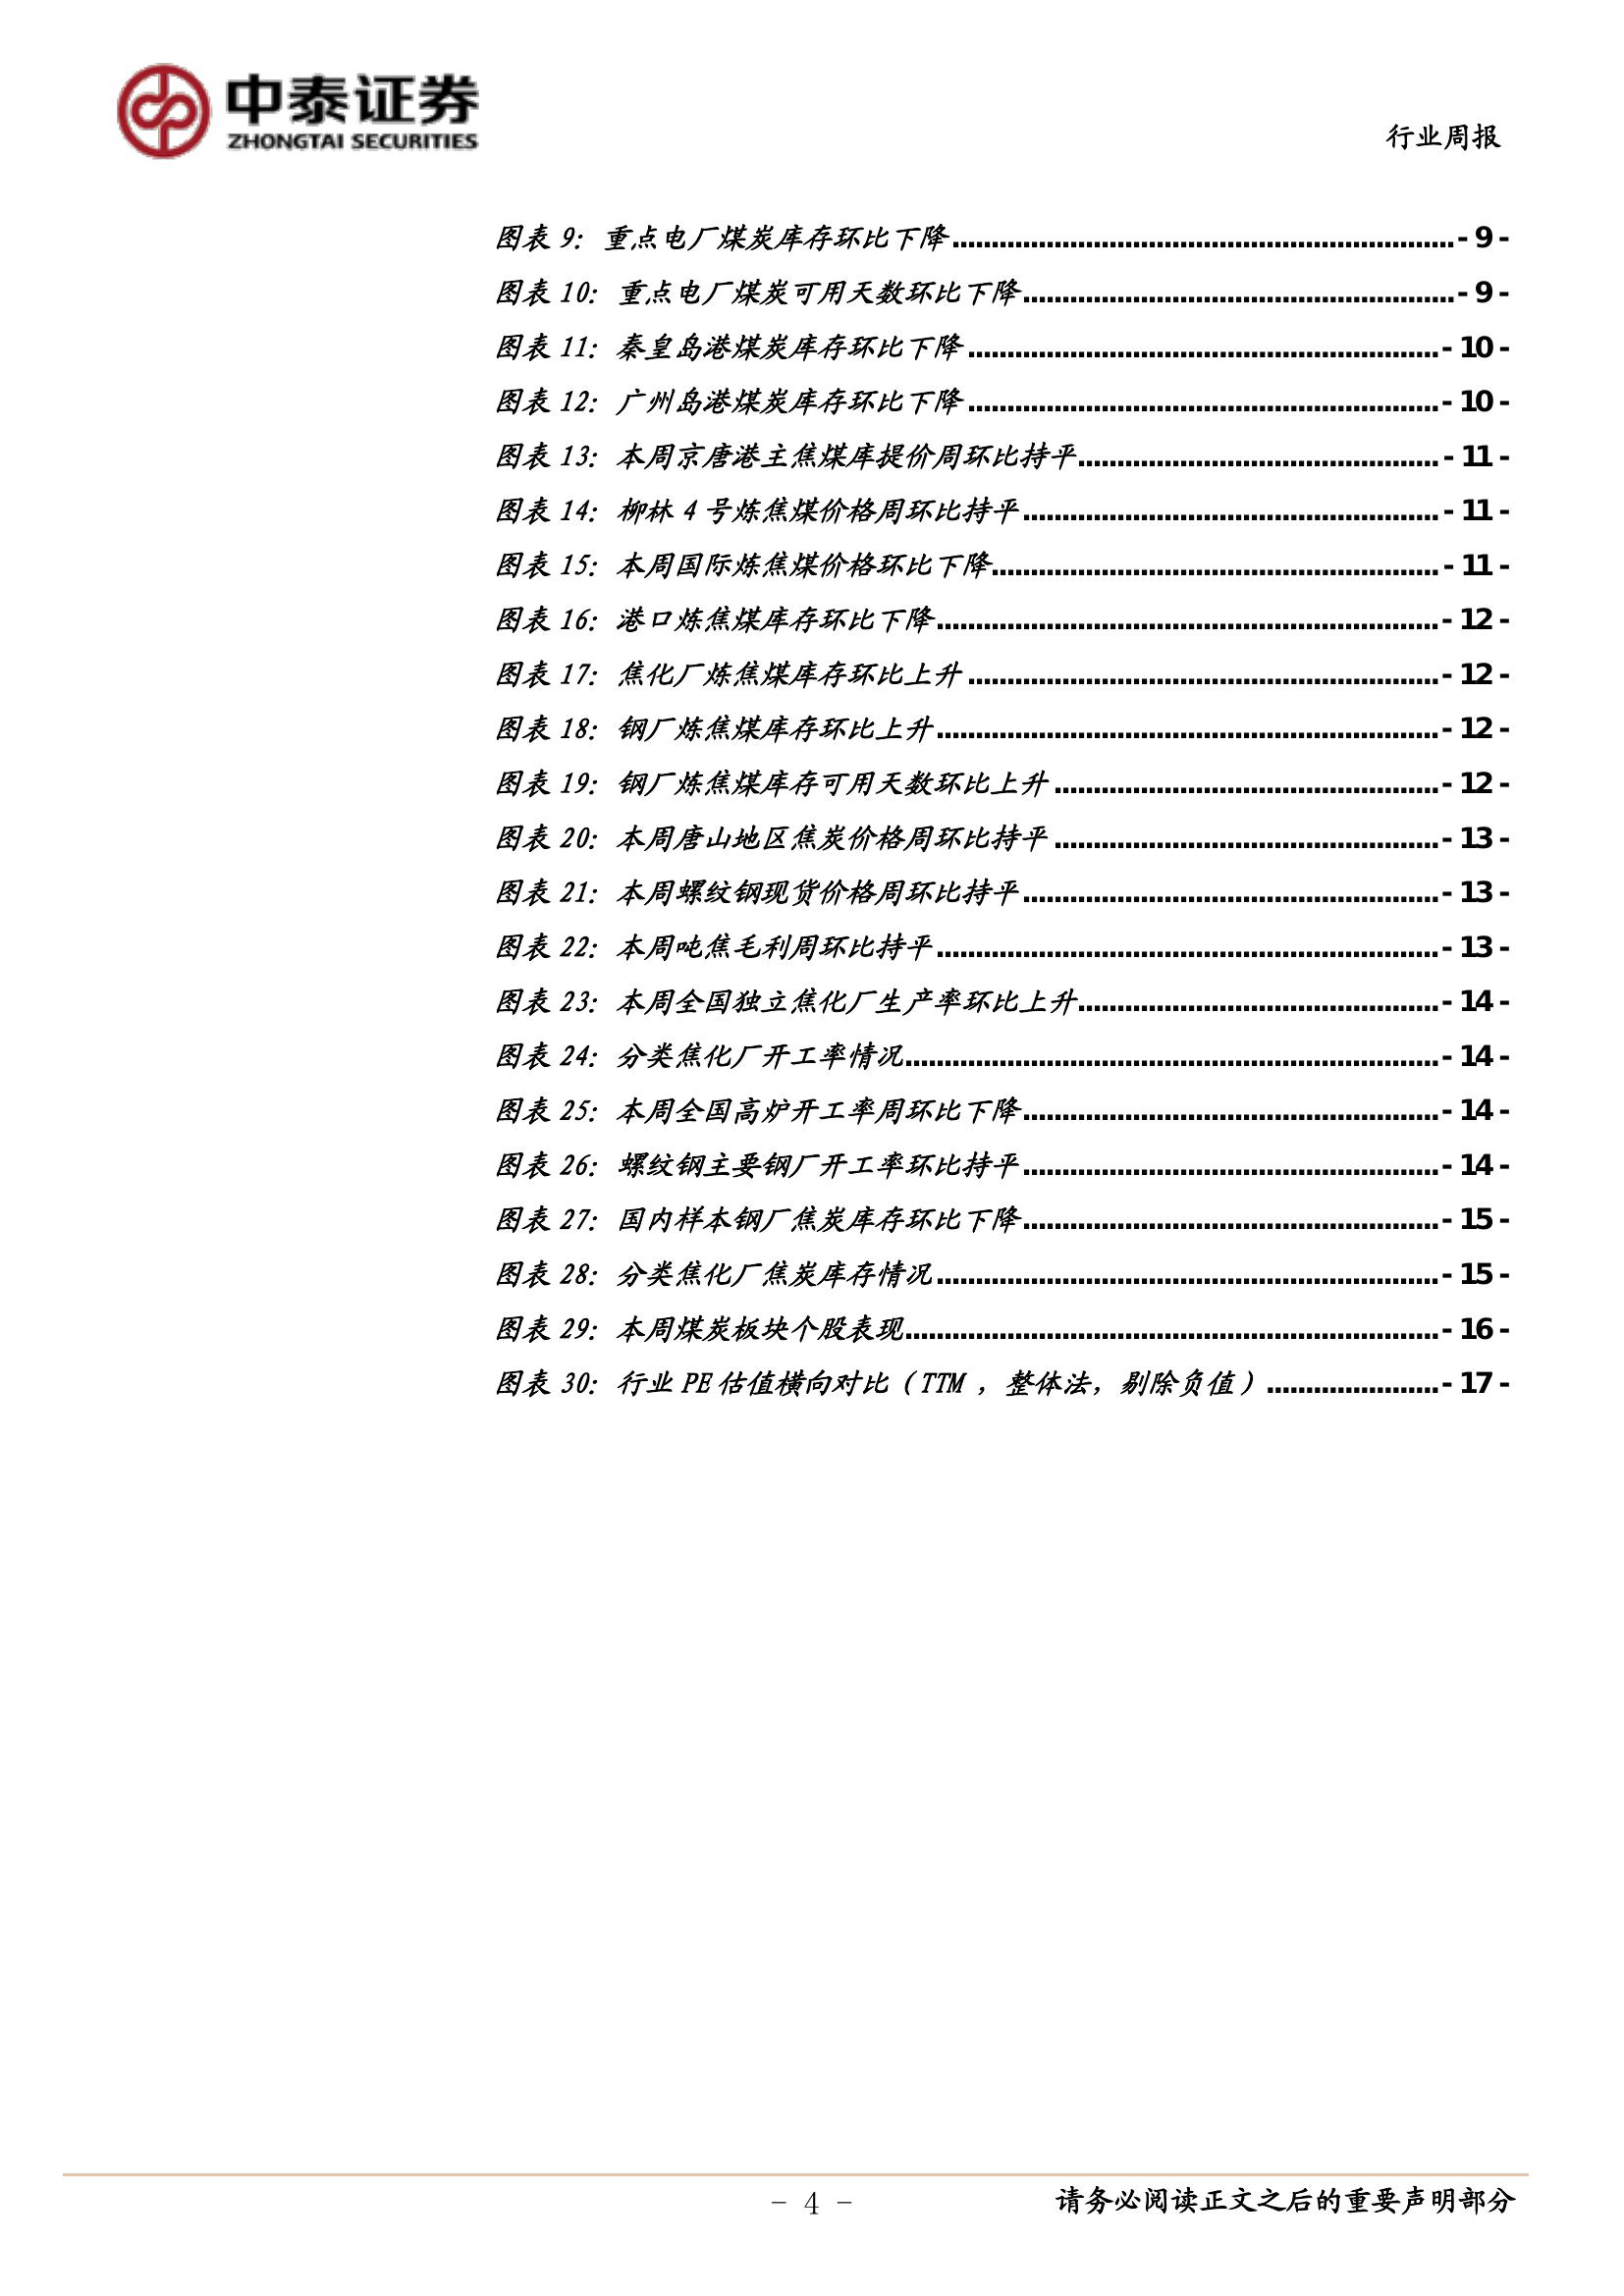 中泰证券
ZHONGTAI SECURITIES
行业周报
图表 9：重点电厂煤炭库存环比下降................................................................- 9 -
图表 10：重点电厂煤炭可用天数环比下降.......................................................- 9 -
图表 11：秦皇岛港煤炭库存环比下降............................................................- 10 -
图表 12：广州岛港煤炭库存环比下降............................................................- 10 -
图表 13：本周京唐港主焦煤库提价周环比持平..............................................- 11 -
图表 14：柳林 4 号炼焦煤价格周环比持平.....................................................- 11 -
图表 15：本周国际炼焦煤价格环比下降.........................................................- 11 -
图表 16：港口炼焦煤库存环比下降................................................................- 12 -
图表 17：焦化厂炼焦煤库存环比上升............................................................- 12 -
图表 18：钢厂炼焦煤库存环比上升................................................................- 12 -
图表 19：钢厂炼焦煤库存可用天数环比上升.................................................- 12 -
图表 20：本周唐山地区焦炭价格周环比持平.................................................- 13 -
图表 21：本周螺纹钢现货价格周环比持平.....................................................- 13 -
图表 22：本周吨焦毛利周环比持平................................................................- 13 -
图表 23：本周全国独立焦化厂生产率环比上升..............................................- 14 -
图表 24：分类焦化厂开工率情况....................................................................- 14 -
图表 25：本周全国高炉开工率周环比下降.....................................................- 14 -
图表 26：螺纹钢主要钢厂开工率环比持平.....................................................- 14 -
图表 27：国内样本钢厂焦炭库存环比下降.....................................................- 15 -
图表 28：分类焦化厂焦炭库存情况................................................................- 15 -
图表 29：本周煤炭板块个股表现....................................................................- 16 -
图表 30：行业 PE 估值横向对比（TTM ，整体法，剔除负值）......................- 17 -
- 4 -
请务必阅读正文之后的重要声明部分